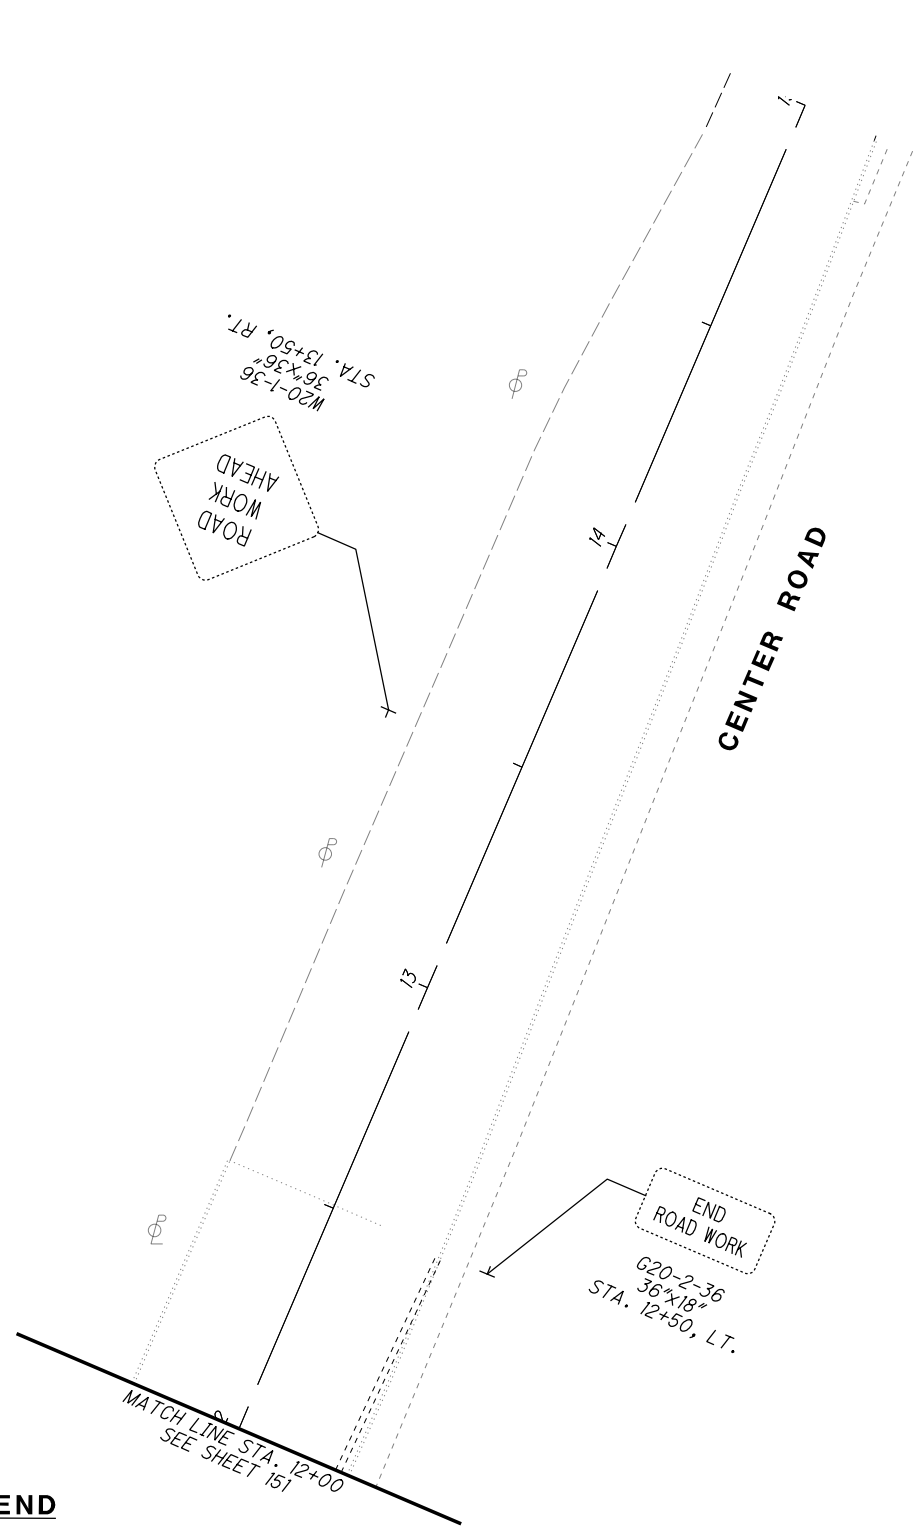 STA. 13+50, RT.
36"x36"
W20-1-36
ROAD
WORK
AHEAD
14
CENTER ROAD
13
END
ROAD WORK
G20-2-36
36"x18"
STA. 12+50, LT.
MATCH LINE STA. 12+00
SEE SHEET 151